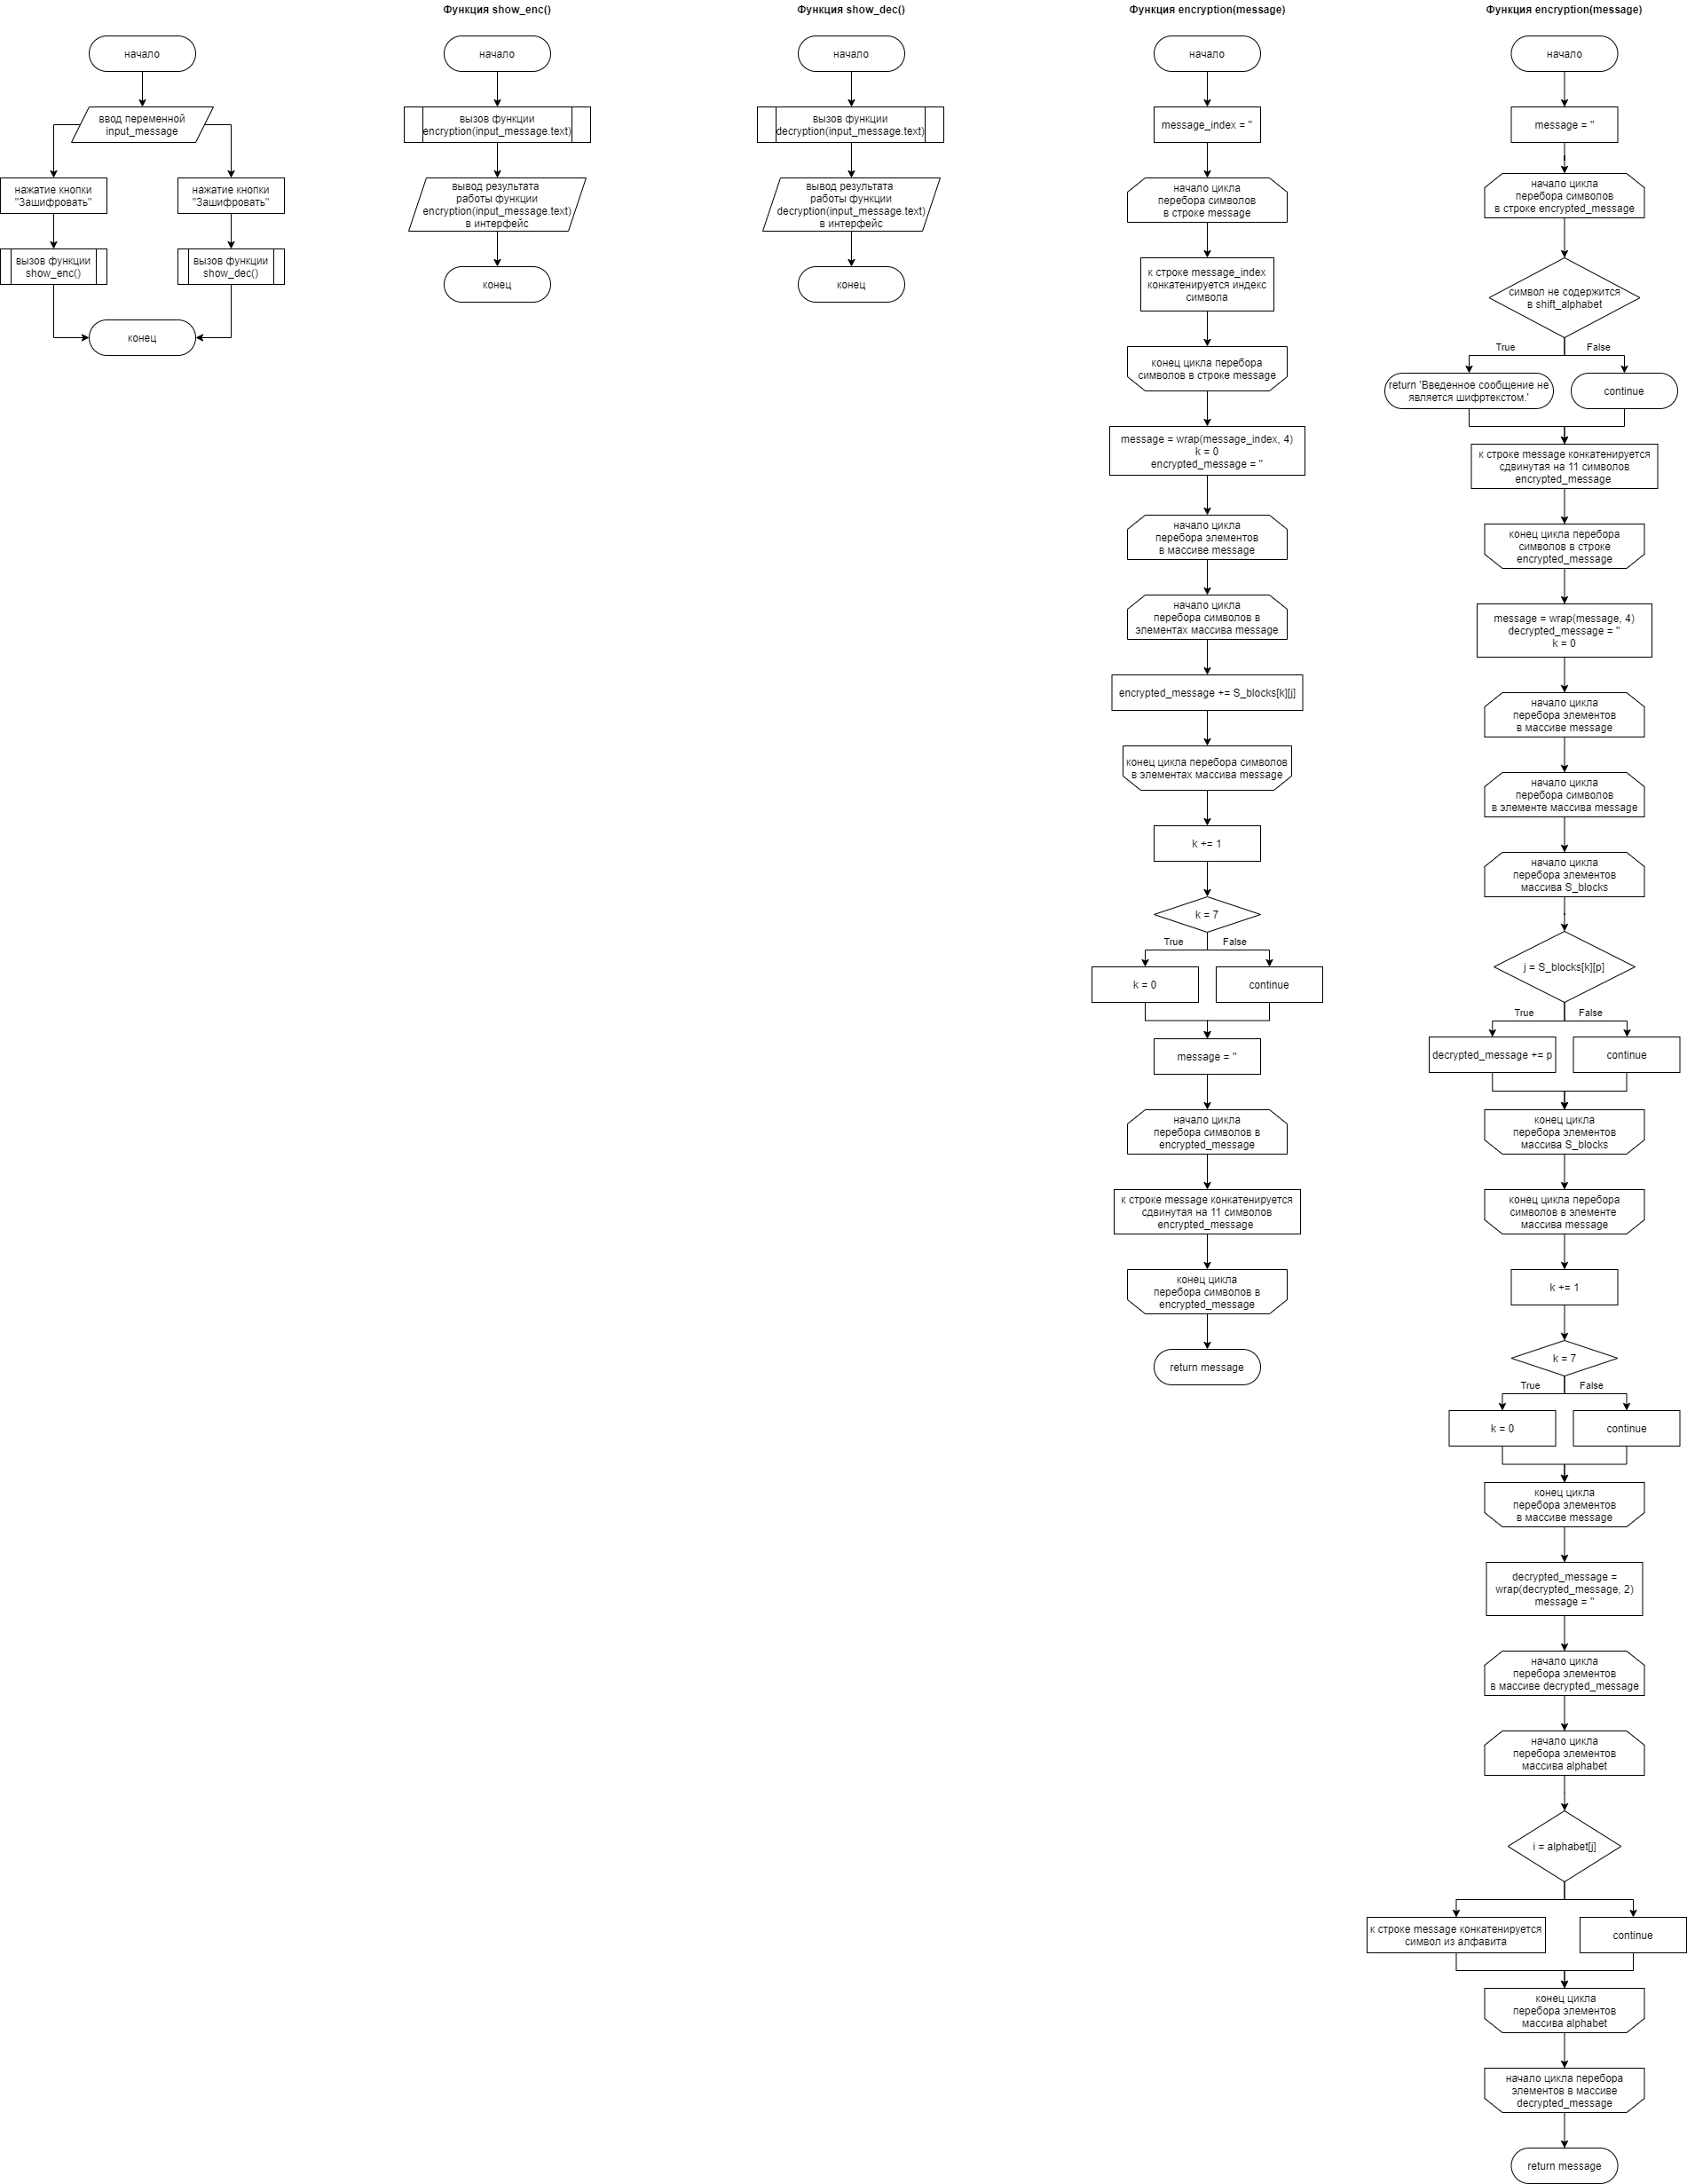 начало
ввод переменной
input_message
нажатие кнопки
"Зашифровать"
нажатие кнопки
"Зашифровать"
вызов функции
show_enc()
вызов функции
show_dec()
конец
Функция show_enc()
начало
вызов функции
encryption(input_message.text)
вывод результата
работы функции
encryption(input_message.text)
в интерфейс
конец
Функция show_dec()
начало
вызов функции
decryption(input_message.text)
вывод результата
работы функции
decryption(input_message.text)
в интерфейс
конец
Функция encryption(message)
начало
message_index = ''
начало цикла
перебора символов
в строке message
к строке message_index
конкатенируется индекс
символа
конец цикла перебора
символов в строке message
message = wrap(message_index, 4)
k = 0
encrypted_message = ''
начало цикла
перебора элементов
в массиве message
начало цикла
перебора символов в
элементах массива message
encrypted_message += S_blocks[k][j]
конец цикла перебора символов
в элементах массива message
k += 1
k = 7
True
False
k = 0
continue
message = ''
начало цикла
перебора символов в
encrypted_message
к строке message конкатенируется
сдвинутая на 11 символов
encrypted_message
конец цикла
перебора символов в
encrypted_message
return message
Функция encryption(message)
начало
message = ''
начало цикла
перебора символов
в строке encrypted_message
символ не содержится
в shift_alphabet
True
False
return 'Введенное сообщение не
является шифртекстом.'
continue
к строке message конкатенируется
сдвинутая на 11 символов
encrypted_message
конец цикла перебора
символов в строке
encrypted_message
message = wrap(message, 4)
decrypted_message = ''
k = 0
начало цикла
перебора элементов
в массиве message
начало цикла
перебора символов
в элементе массива message
начало цикла
перебора элементов
массива S_blocks
j = S_blocks[k][p]
True
False
decrypted_message += p
continue
конец цикла
перебора элементов
массива S_blocks
конец цикла перебора
символов в элементе
массива message
k += 1
k = 7
True
False
k = 0
continue
конец цикла
перебора элементов
в массиве message
decrypted_message =
wrap(decrypted_message, 2)
message = ''
начало цикла
перебора элементов
в массиве decrypted_message
начало цикла
перебора элементов
массива alphabet
i = alphabet[j]
к строке message конкатенируется
символ из алфавита
continue
конец цикла
перебора элементов
массива alphabet
начало цикла перебора
элементов в массиве
decrypted_message
return message